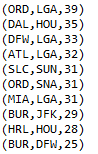 (ORD,LGA,39)
(DAL,HOU,35)
(DFW,LGA,33)
(ATL,LGA,32)
(SLC,SUN,31)
(ORD,SNA,31)
(MIA,LGA,31)
(BUR,JFK,29)
(HRL,HOU,28)
(BUR,DFW,25)